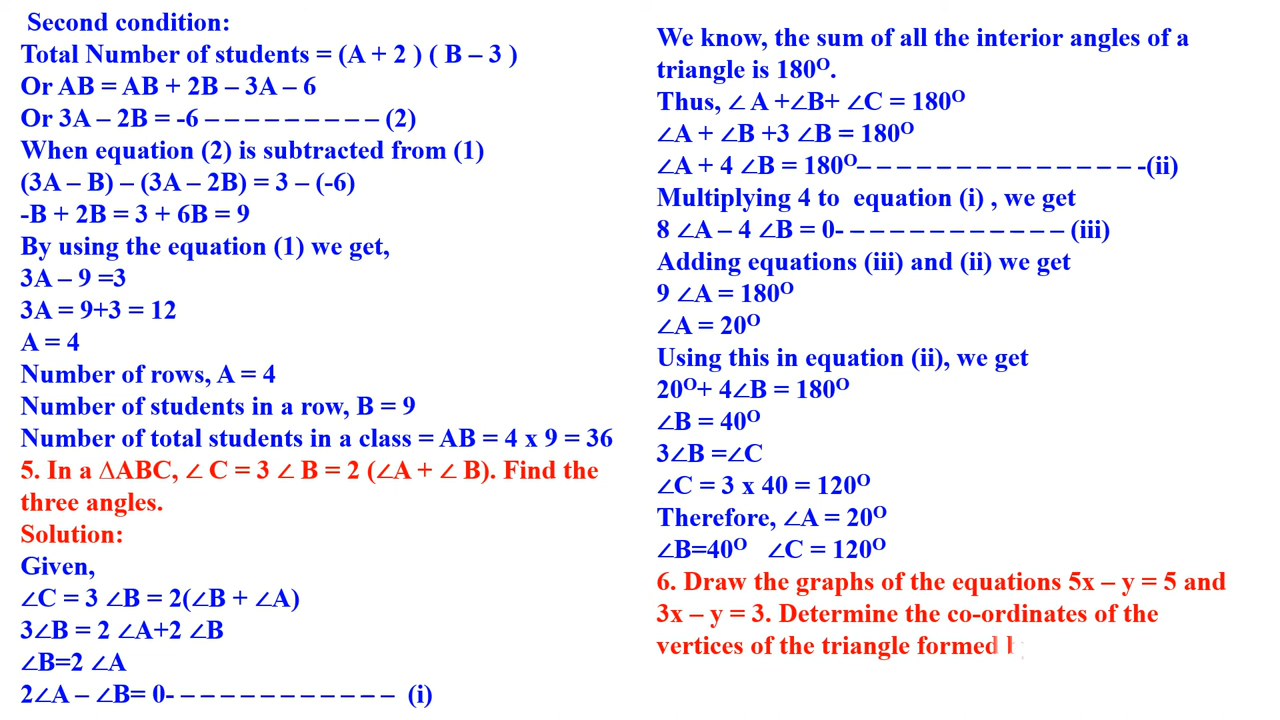 Second condition:
Total Number of students = (A + 2 ) ( B – 3 )
Or AB = AB + 2B – 3A – 6
Or 3A – 2B = -6 – – – – – – – – – (2)
When equation (2) is subtracted from (1)
(3A – B) – (3A – 2B) = 3 – (-6)
-B + 2B = 3 + 6B = 9
By using the equation (1) we get,
3A – 9 =3
3A = 9+3 = 12
A = 4
Number of rows, A = 4
Number of students in a row, B = 9
Number of total students in a class = AB = 4 x 9 = 36
5. In a ∆ABC, ∠ C = 3 ∠ B = 2 (∠A + ∠ B). Find the
three angles.
Solution:
Given,
∠C = 3 ∠B = 2(∠B + ∠A)
3∠B = 2 ∠A+2 ∠B
∠B=2 ∠A
2∠A – ∠B= 0- – – – – – – – – – – – (i)
We know, the sum of all the interior angles of a
triangle is 180ᴼ.
Thus, ∠ A +∠B+ ∠C = 180ᴼ
∠A + ∠B +3 ∠B = 180ᴼ
∠A + 4 ∠B = 180ᴼ– – – – – – – – – – – – – – -(ii)
Multiplying 4 to equation (i) , we get
8 ∠A – 4 ∠B = 0- – – – – – – – – – – – (iii)
Adding equations (iii) and (ii) we get
9 ∠A = 180ᴼ
∠A = 20ᴼ
Using this in equation (ii), we get
20ᴼ+ 4∠B = 180ᴼ
∠B = 40ᴼ
3∠B =∠C
∠C = 3 x 40 = 120ᴼ
Therefore, ∠A = 20ᴼ
∠B=40ᴼ ∠C = 120ᴼ
6. Draw the graphs of the equations 5x – y = 5 and
3x – y = 3. Determine the co-ordinates of the
vertices of the triangle formed